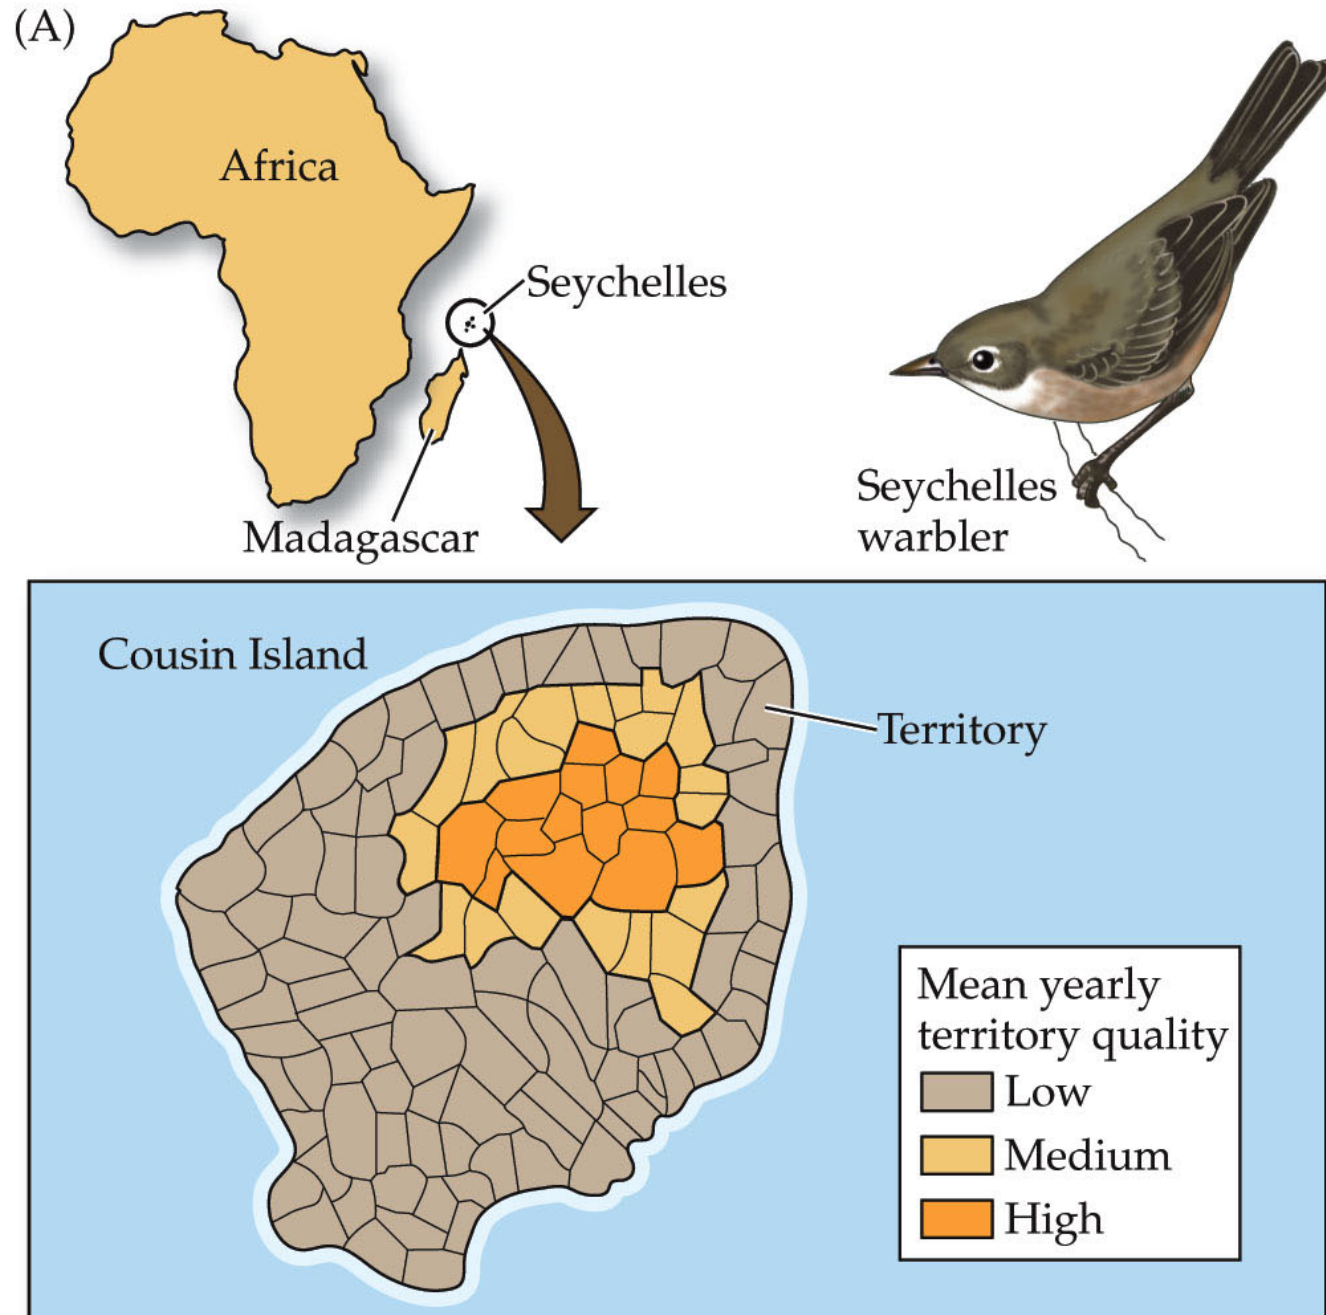 (A)
Africa
Seychelles
Madagascar
Seychelles
warbler
Cousin Island
Territory
Mean yearly
territory quality
Low
Medium
High